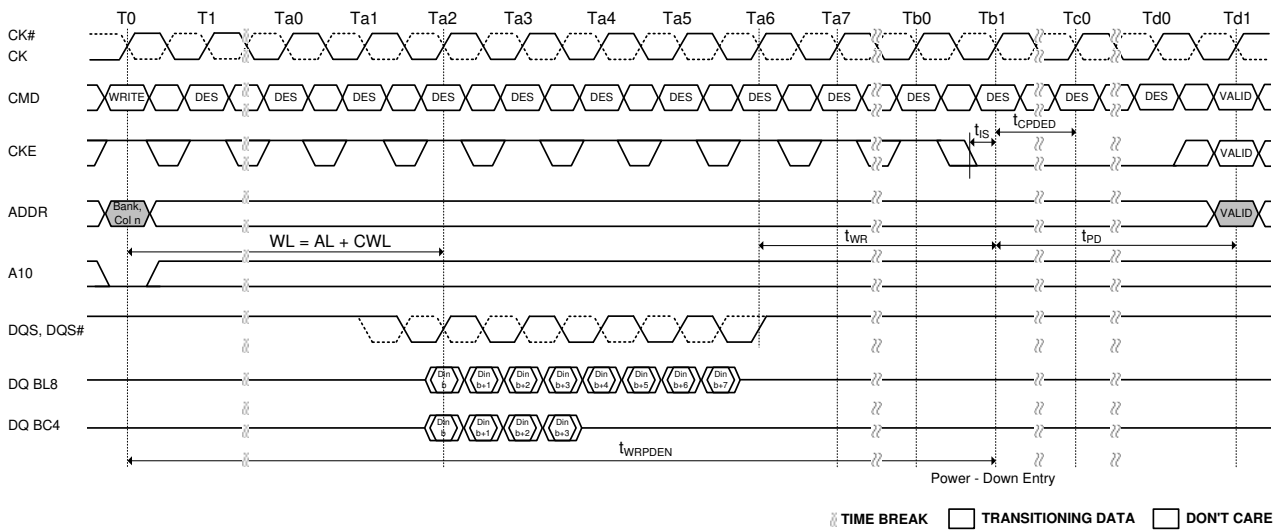 T0 T1 Ta0 Ta1 Ta2 Ta3 Ta4 Ta5 Ta6 Ta7 Tb0 Tb1 Tc0 Td0 Td1
CK#
CK
CMD WRITE DES DES DES DES DES DES DES DES DES DES DES DES DES VALID
tIS tCPDED
CKE VALID
ADDR Bank, Col n VALID
WL = AL + CWL tWR tPD
A10
DQS, DQS#
DQ BL8 Din b Din b+1 Din b+2 Din b+3 Din b+4 Din b+5 Din b+6 Din b+7
DQ BC4 Din b Din b+1 Din b+2 Din b+3
tWRPDEN
Power - Down Entry
TIME BREAK TRANSITIONING DATA DON'T CARE